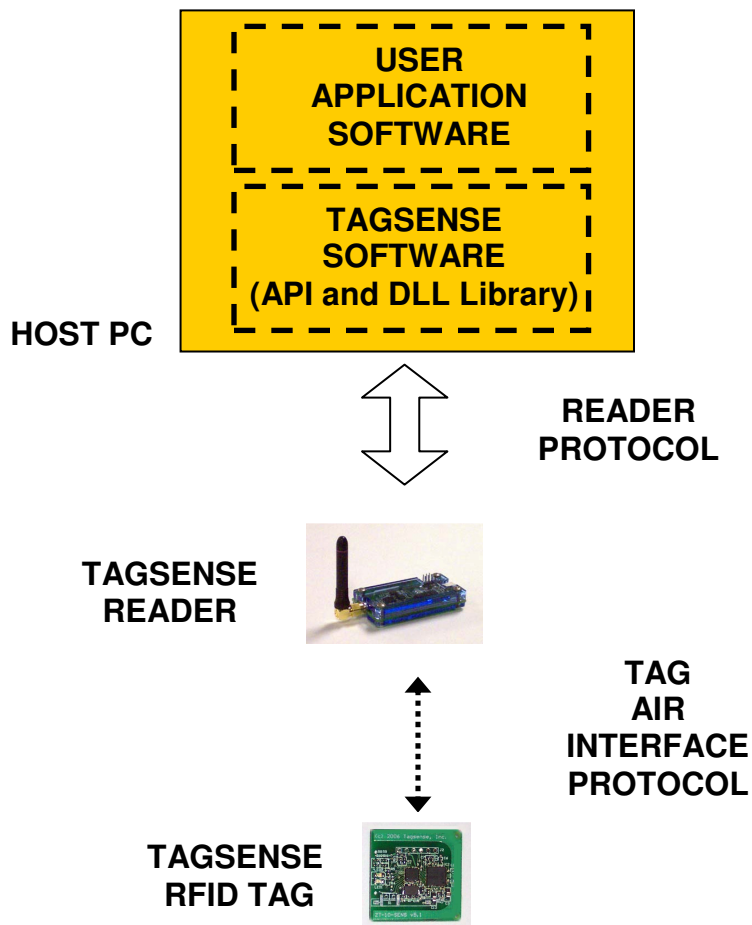 USER
APPLICATION
SOFTWARE
TAGSENSE
SOFTWARE
(API and DLL Library)
HOST PC
READER
PROTOCOL
TAGSENSE
READER
TAG
AIR
INTERFACE
PROTOCOL
TAGSENSE
RFID TAG